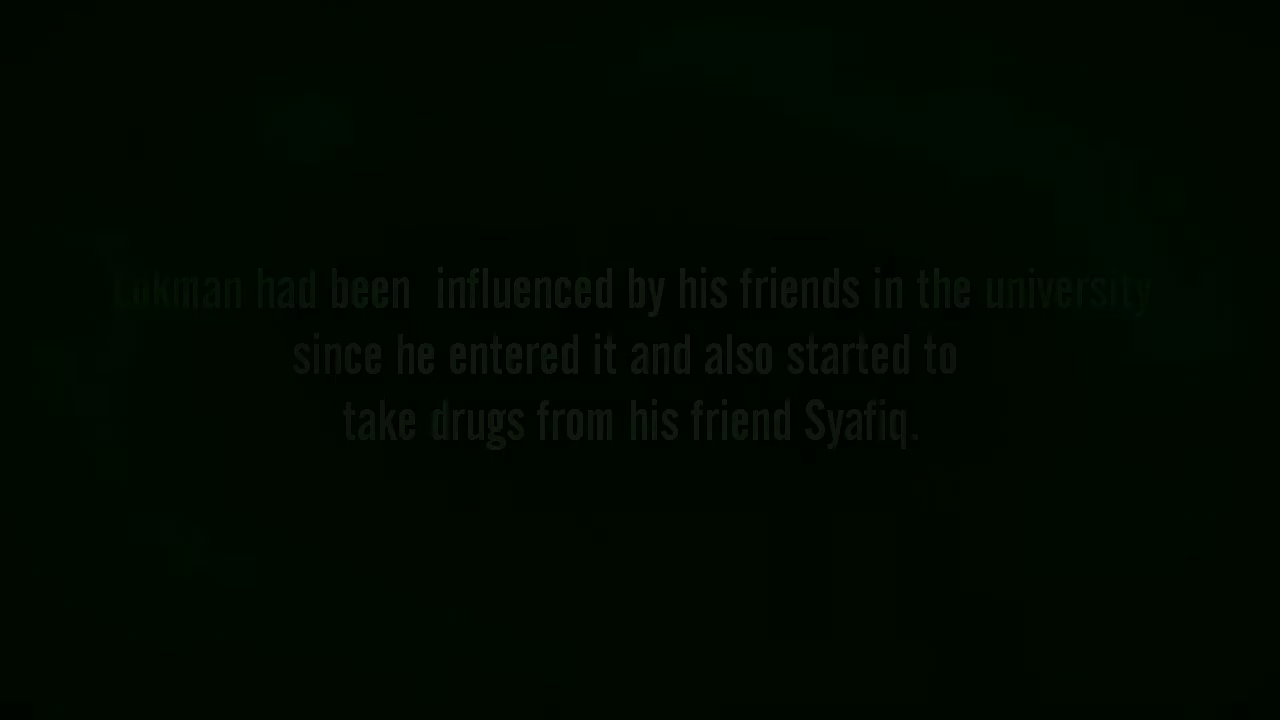 Lokman had been influenced by his friends in the university
since he entered it and also started to
take drugs from his friend Syafiq.